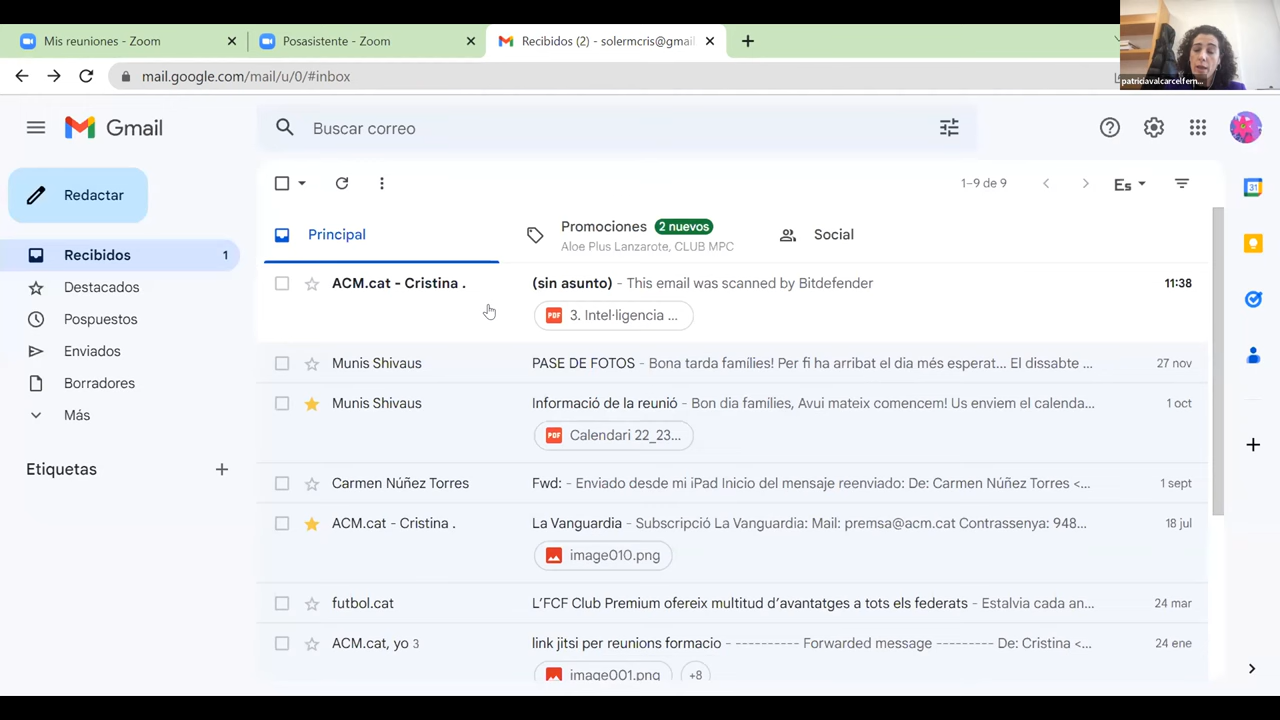 Mis reuniones - Zoom
Posasistente - Zoom
Recibidos (2) - solermcris@gmail
mail.google.com/mail/u/0/#inbox
patriciavalcarcelfern...
Gmail
Buscar correo
Redactar
1–9 de 9
Es
Recibidos 1
Destacados
Pospuestos
Enviados
Borradores
Más
Etiquetas
Principal
Promociones 2 nuevos
Aloe Plus Lanzarote, CLUB MPC
Social
31
ACM.cat - Cristina . (sin asunto) - This email was scanned by Bitdefender 11:38
PDF 3. Intel·ligencia ...
Munis Shivaus PASE DE FOTOS - Bona tarda famílies! Per fi ha arribat el dia més esperat... El dissabte ... 27 nov
Munis Shivaus Informació de la reunió - Bon dia famílies, Avui mateix comencem! Us enviem el calenda... 1 oct
PDF Calendari 22_23...
Carmen Núñez Torres Fwd: - Enviado desde mi iPad Inicio del mensaje reenviado: De: Carmen Núñez Torres <... 1 sept
ACM.cat - Cristina . La Vanguardia - Subscripció La Vanguardia: Mail: premsa@acm.cat Contrassenya: 948... 18 jul
image010.png
futbol.cat L'FCF Club Premium ofereix multitud d'avantatges a tots els federats - Estalvia cada an... 24 mar
ACM.cat, yo 3 link jitsi per reunions formacio - ---------- Forwarded message --------- De: Cristina <... 24 ene
image001.png +8